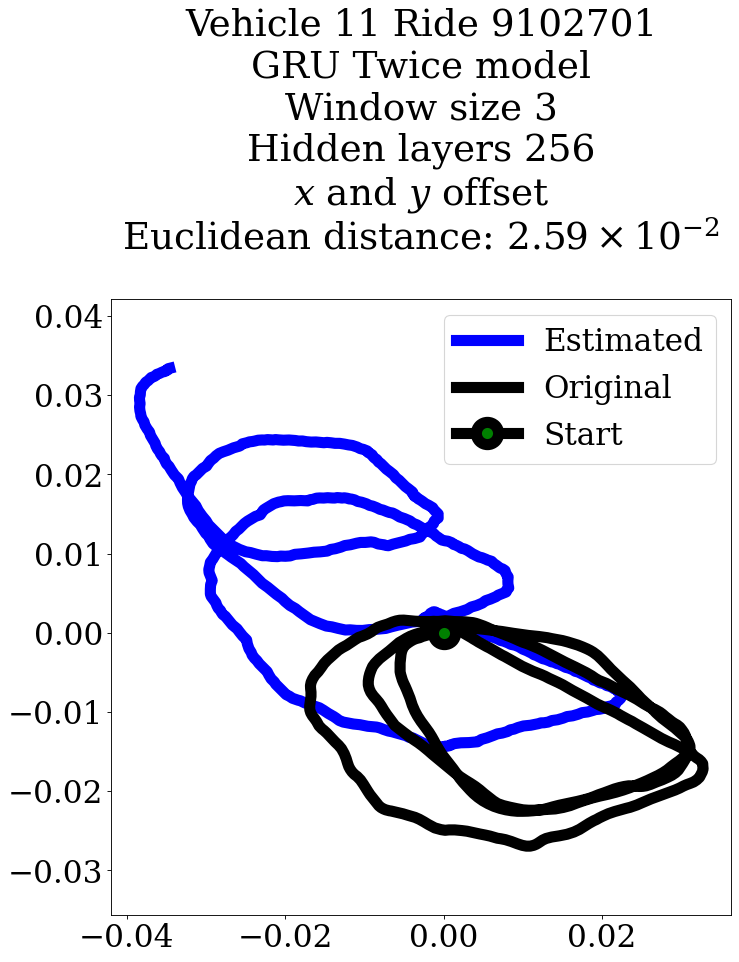 Vehicle 11 Ride 9102701
GRU Twice model
Window size 3
Hidden layers 256
x and y offset
Euclidean distance: 2.59 × 10⁻²
Estimated
Original
Start
0.04
0.03
0.02
0.01
0.00
−0.01
−0.02
−0.03
−0.04 −0.02 0.00 0.02